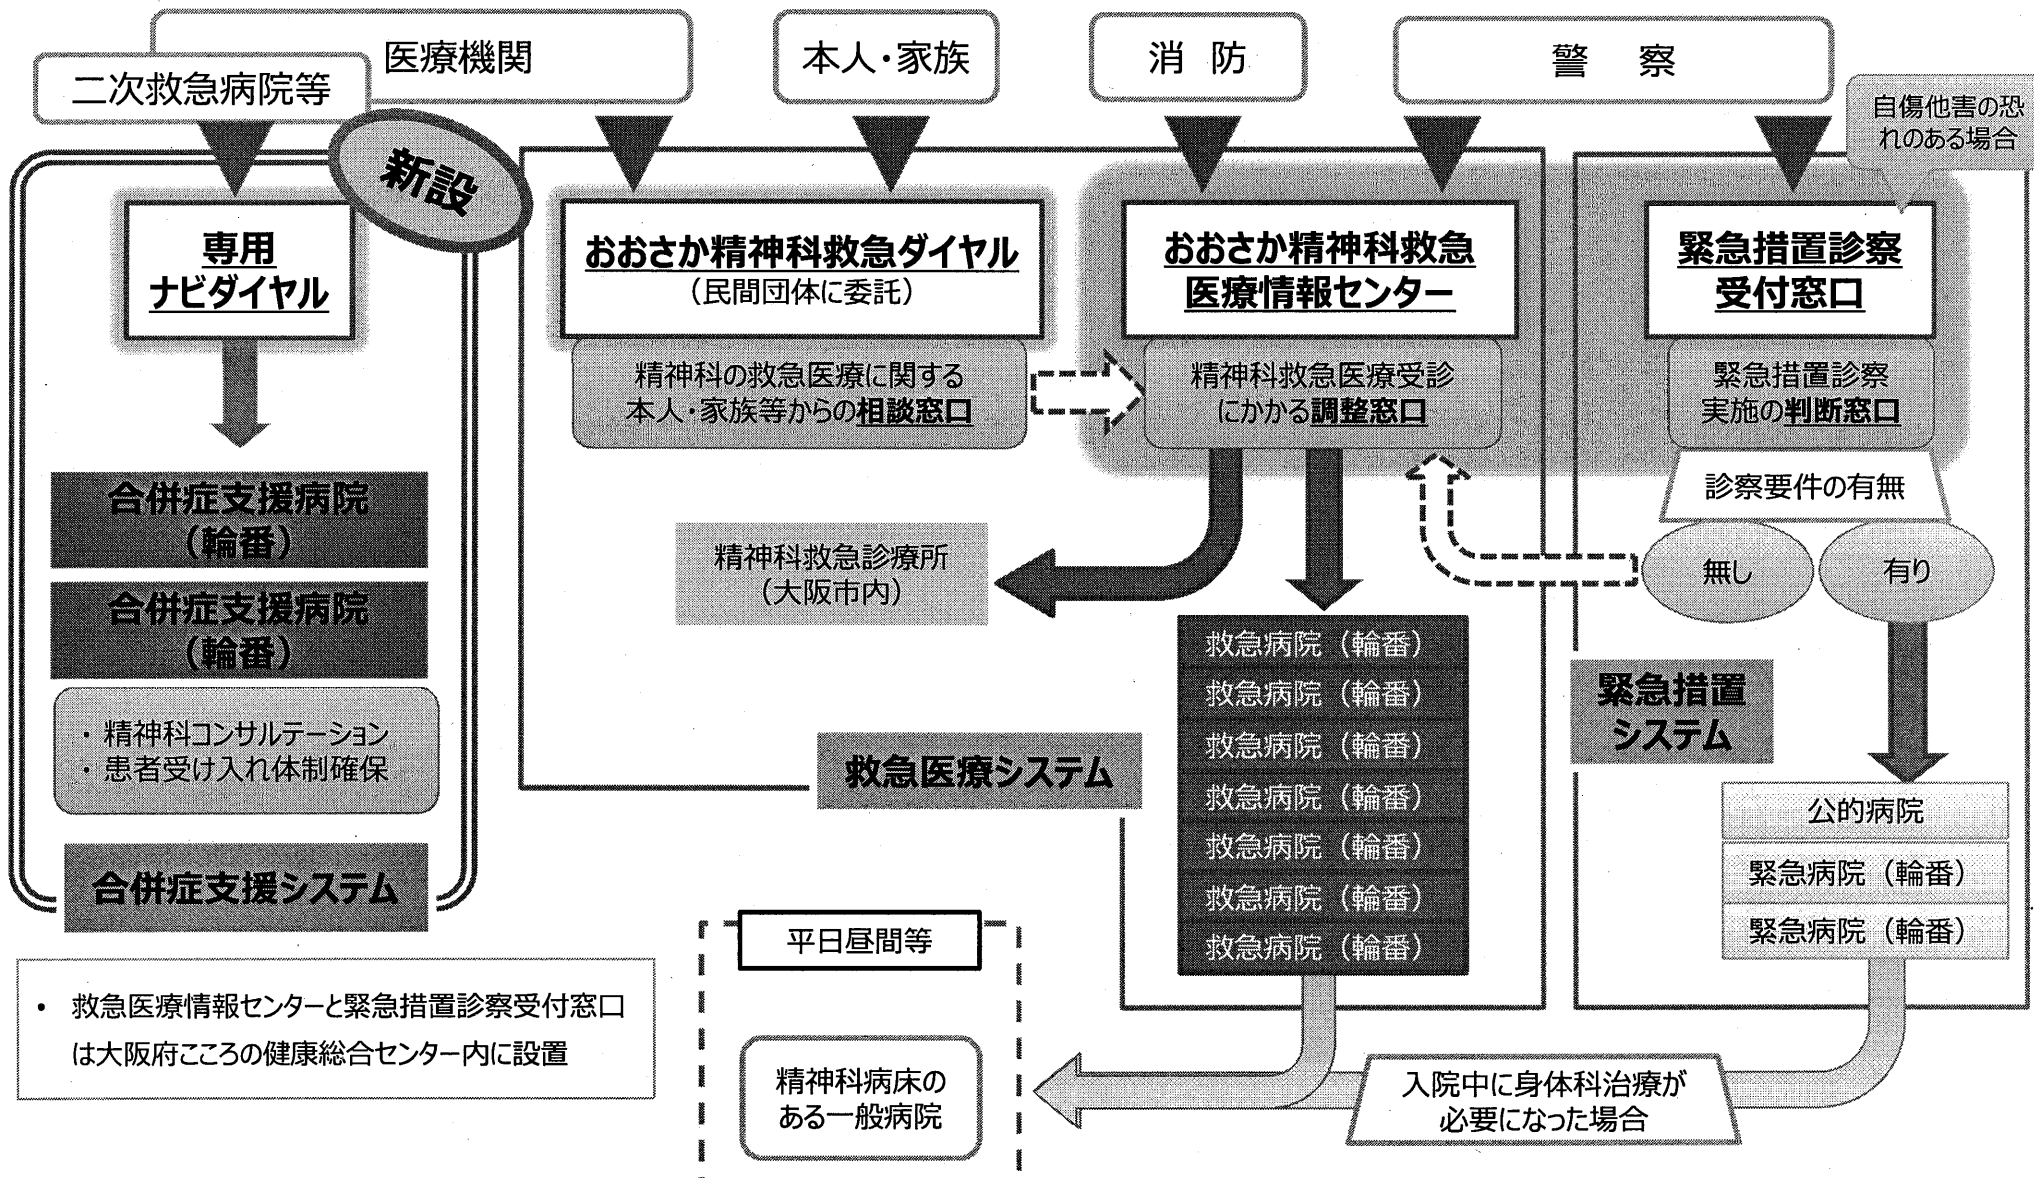 医療機関
二次救急病院等
本人・家族
消 防
警 察
自傷他害の恐
れのある場合
新設
専用
ナビダイヤル
合併症支援病院
（輪番）
合併症支援病院
（輪番）
・ 精神科コンサルテーション
・ 患者受け入れ体制確保
合併症支援システム
おおさか精神科救急ダイヤル
（民間団体に委託）
精神科の救急医療に関する
本人・家族等からの相談窓口
おおさか精神科救急
医療情報センター
精神科救急医療受診
にかかる調整窓口
精神科救急診療所
（大阪市内）
救急病院（輪番）
救急病院（輪番）
救急病院（輪番）
救急病院（輪番）
救急病院（輪番）
救急病院（輪番）
救急病院（輪番）
救急医療システム
緊急措置診察
受付窓口
緊急措置診察
実施の判断窓口
診察要件の有無
無し
有り
緊急措置
システム
公的病院
緊急病院（輪番）
緊急病院（輪番）
平日昼間等
精神科病床の
ある一般病院
入院中に身体科治療が
必要になった場合
• 救急医療情報センターと緊急措置診察受付窓口
は大阪府こころの健康総合センター内に設置